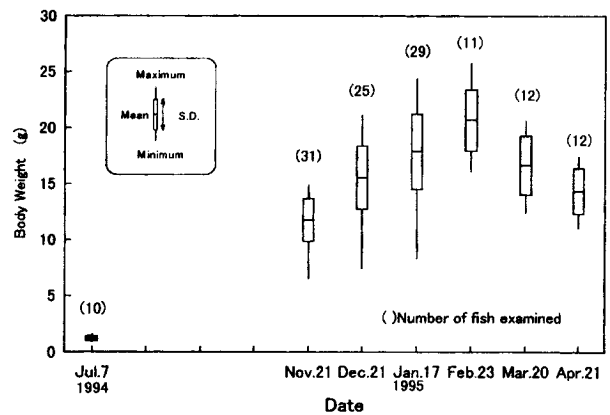 30
25
20
15
10
5
0
Body Weight (g)
Maximum
Mean
S.D.
Minimum
(10)
(31)
(25)
(29)
(11)
(12)
(12)
( )Number of fish examined
Jul.7
1994
Nov.21
Dec.21
Jan.17
1995
Feb.23
Mar.20
Apr.21
Date